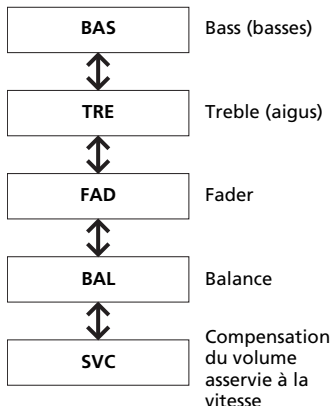 BAS
Bass (basses)
TRE
Treble (aigus)
FAD
Fader
BAL
Balance
SVC
Compensation
du volume
asservie à la
vitesse